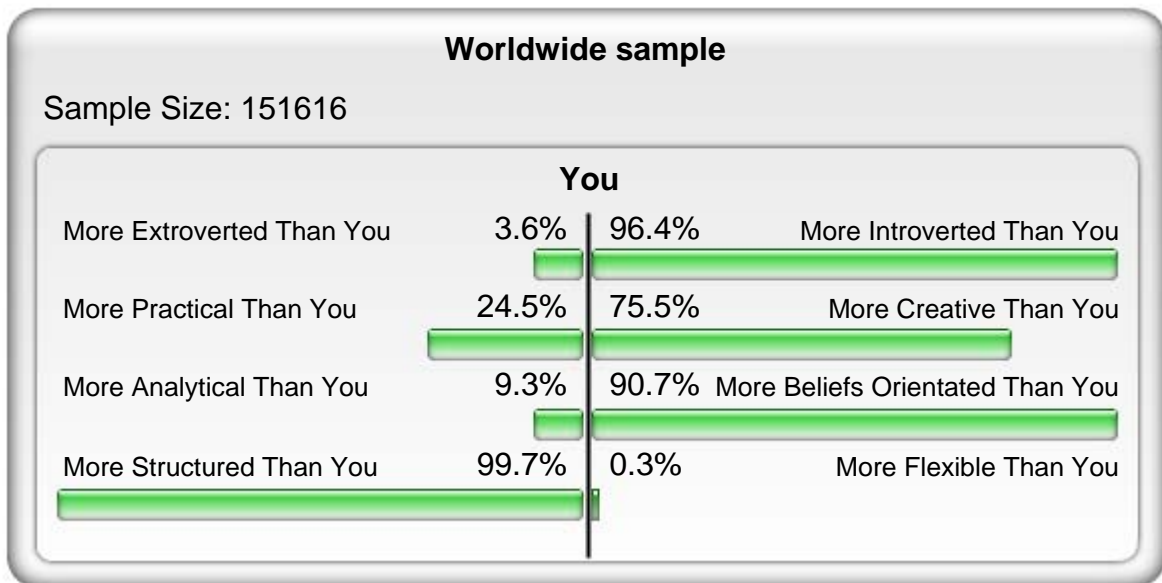 Worldwide sample
Sample Size: 151616
You
More Extroverted Than You 3.6% 96.4% More Introverted Than You
More Practical Than You 24.5% 75.5% More Creative Than You
More Analytical Than You 9.3% 90.7% More Beliefs Orientated Than You
More Structured Than You 99.7% 0.3% More Flexible Than You